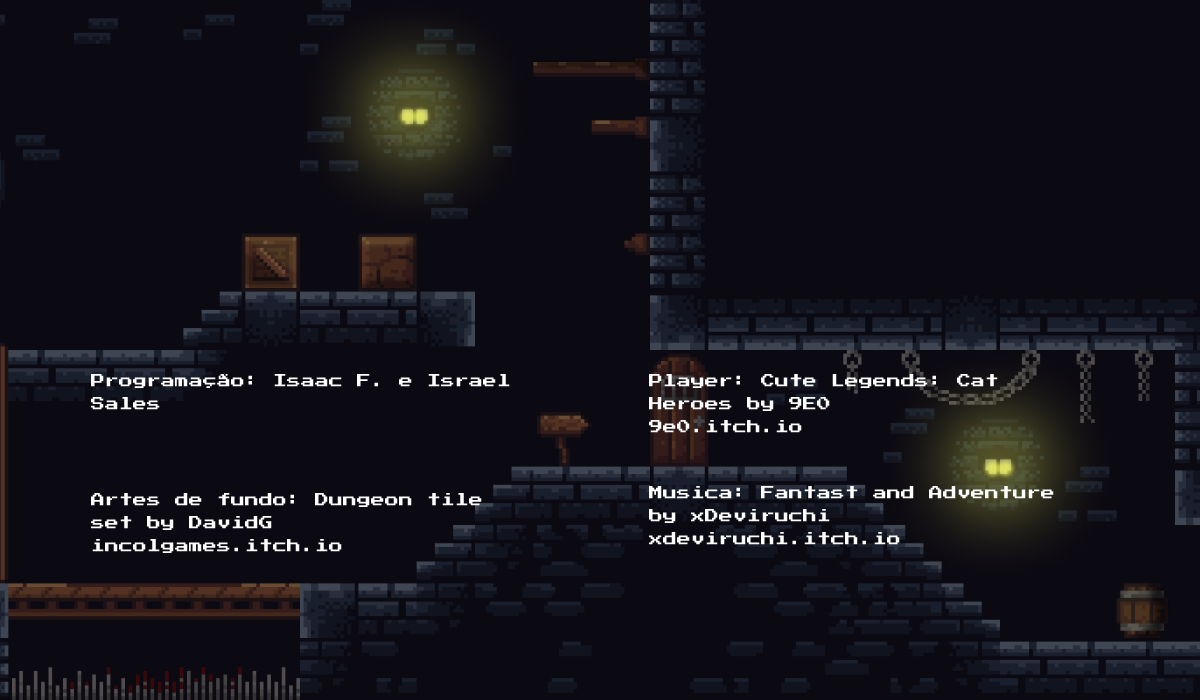 Programação: Isaac F. e Israel
Sales
Artes de fundo: Dungeon tile
set by DavidG
incolgames.itch.io
Player: Cute Legends: Cat
Heroes by 9E0
9e0.itch.io
Musica: Fantast and Adventure
by xDeviruchi
xdeviruchi.itch.io